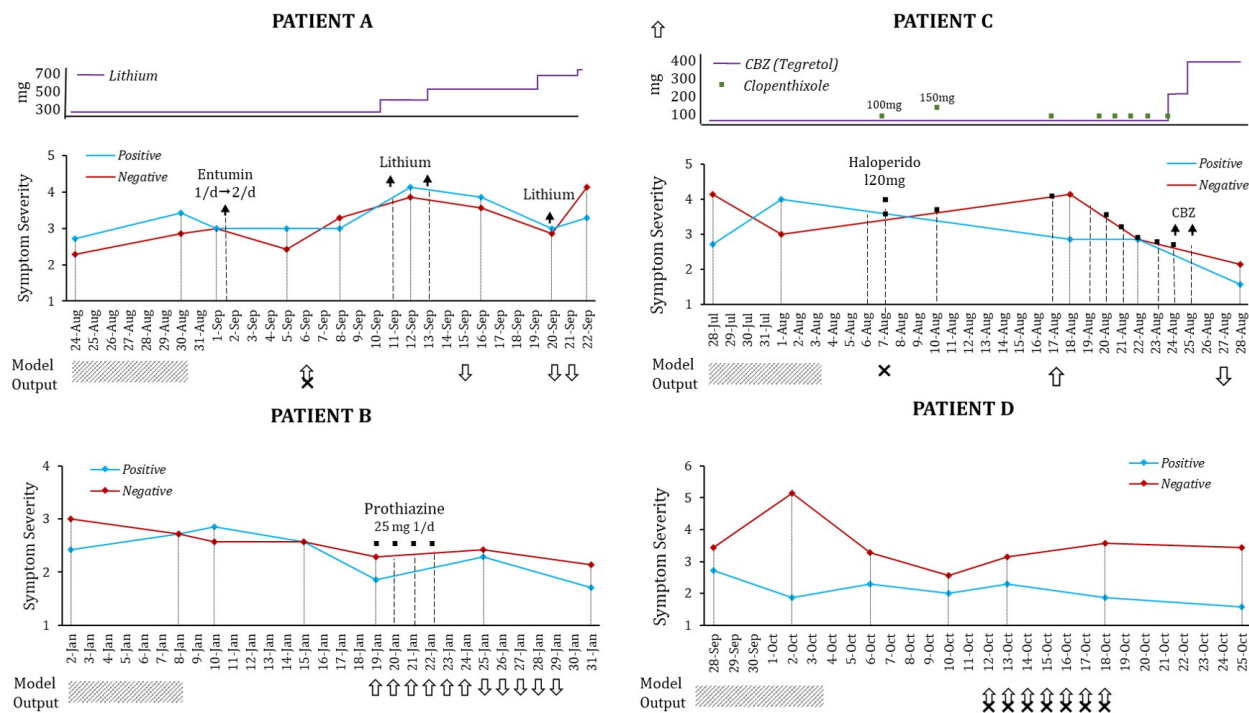 PATIENT A
mg
700
500
300
Lithium
Symptom Severity
5
4
3
2
1
Positive
Negative
Entumin
1/d→2/d
Lithium
Lithium
24-Aug
25-Aug
26-Aug
27-Aug
28-Aug
29-Aug
30-Aug
31-Aug
1-Sep
2-Sep
3-Sep
4-Sep
5-Sep
6-Sep
7-Sep
8-Sep
9-Sep
10-Sep
11-Sep
12-Sep
13-Sep
14-Sep
15-Sep
16-Sep
17-Sep
18-Sep
19-Sep
20-Sep
21-Sep
22-Sep
Model
Output
PATIENT C
mg
400
300
200
100
CBZ (Tegretol)
Clopenthixole
100mg
150mg
Symptom Severity
5
4
3
2
1
Positive
Negative
Haloperido
l20mg
CBZ
28-Jul
29-Jul
30-Jul
31-Jul
1-Aug
2-Aug
3-Aug
4-Aug
5-Aug
6-Aug
7-Aug
8-Aug
9-Aug
10-Aug
11-Aug
12-Aug
13-Aug
14-Aug
15-Aug
16-Aug
17-Aug
18-Aug
19-Aug
20-Aug
21-Aug
22-Aug
23-Aug
24-Aug
25-Aug
26-Aug
27-Aug
28-Aug
Model
Output
PATIENT B
Symptom Severity
4
3
2
1
Positive
Negative
Prothiazine
25 mg 1/d
2-Jan
3-Jan
4-Jan
5-Jan
6-Jan
7-Jan
8-Jan
9-Jan
10-Jan
11-Jan
12-Jan
13-Jan
14-Jan
15-Jan
16-Jan
17-Jan
18-Jan
19-Jan
20-Jan
21-Jan
22-Jan
23-Jan
24-Jan
25-Jan
26-Jan
27-Jan
28-Jan
29-Jan
30-Jan
31-Jan
Model
Output
PATIENT D
Symptom Severity
6
5
4
3
2
1
Positive
Negative
28-Sep
29-Sep
30-Sep
1-Oct
2-Oct
3-Oct
4-Oct
5-Oct
6-Oct
7-Oct
8-Oct
9-Oct
10-Oct
11-Oct
12-Oct
13-Oct
14-Oct
15-Oct
16-Oct
17-Oct
18-Oct
19-Oct
20-Oct
21-Oct
22-Oct
23-Oct
24-Oct
25-Oct
Model
Output